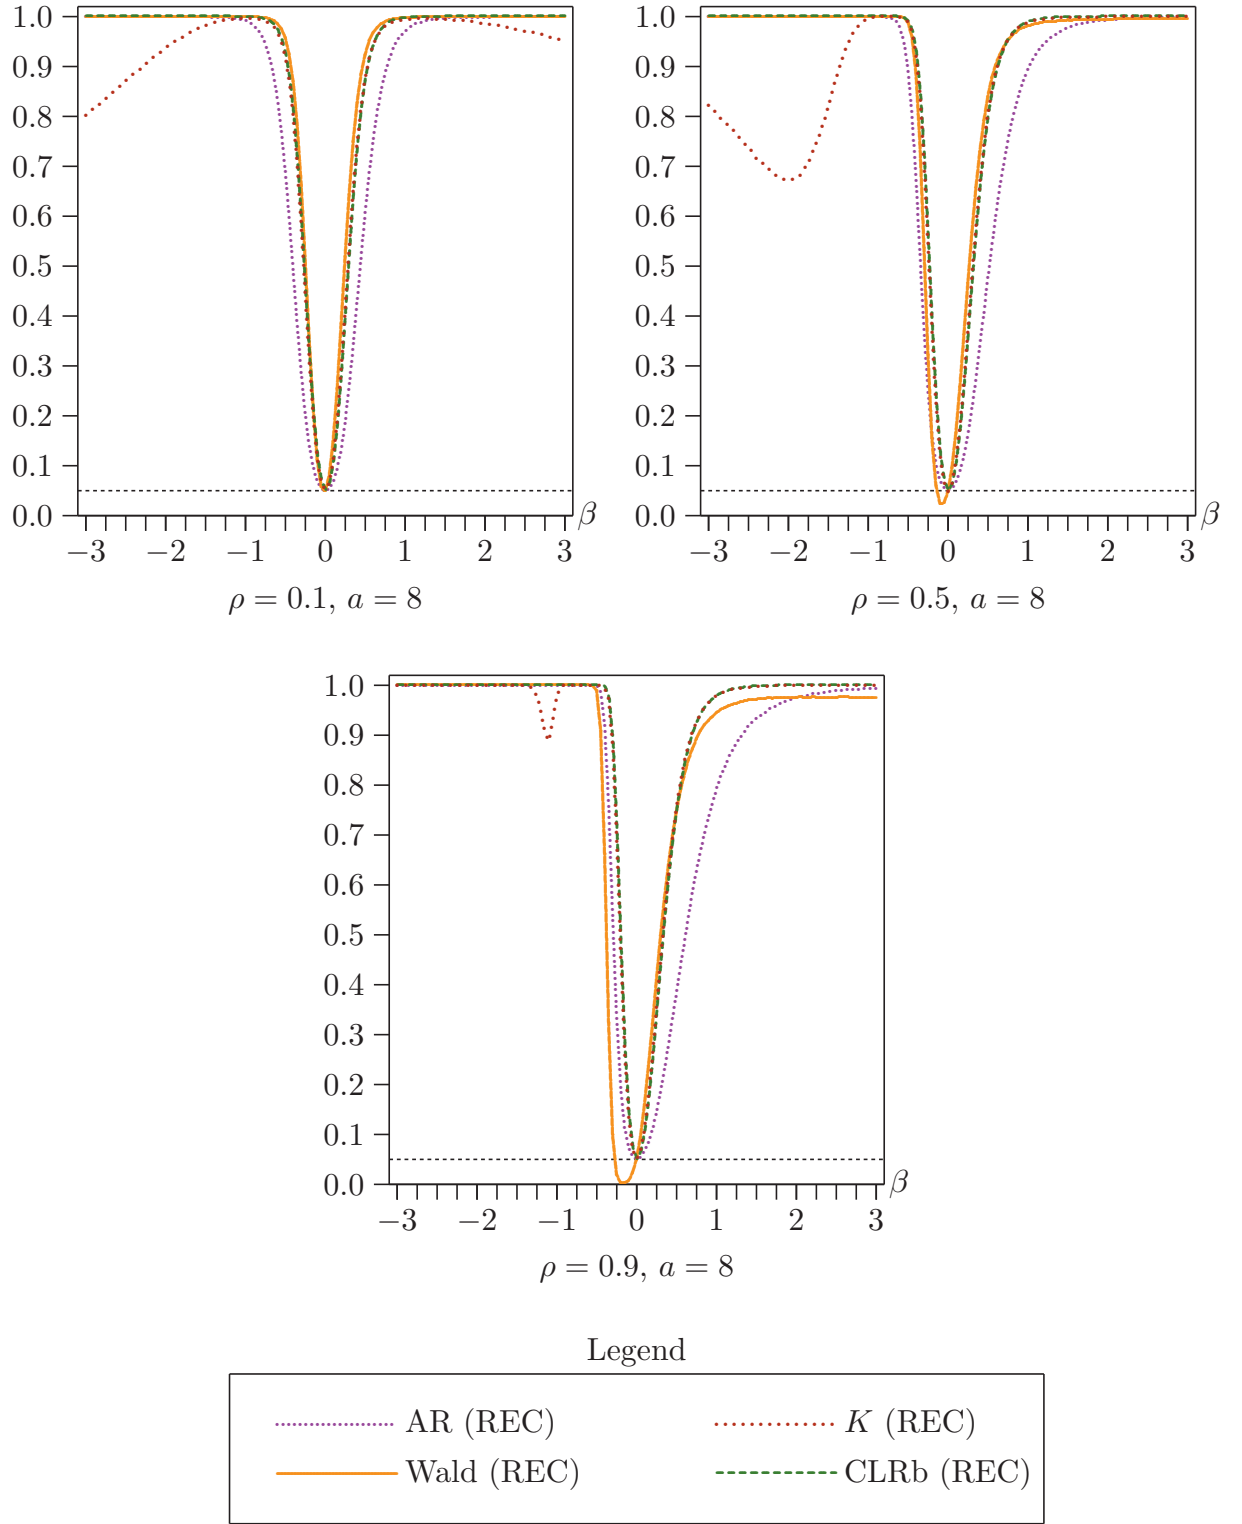 1.0
0.9
0.8
0.7
0.6
0.5
0.4
0.3
0.2
0.1
0.0
−3 −2 −1 0 1 2 3
β
ρ = 0.1, a = 8
1.0
0.9
0.8
0.7
0.6
0.5
0.4
0.3
0.2
0.1
0.0
−3 −2 −1 0 1 2 3
β
ρ = 0.5, a = 8
1.0
0.9
0.8
0.7
0.6
0.5
0.4
0.3
0.2
0.1
0.0
−3 −2 −1 0 1 2 3
β
ρ = 0.9, a = 8
Legend
AR (REC) K (REC)
Wald (REC) CLRb (REC)